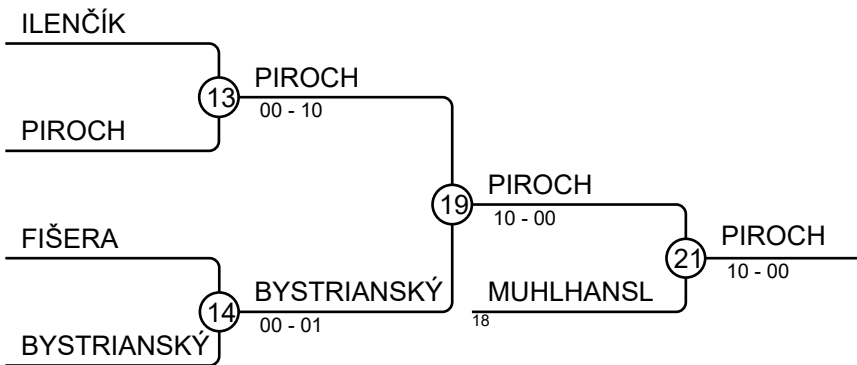 ILENČÍK
13
PIROCH
00 - 10
PIROCH
19
PIROCH
10 - 00
FIŠERA
21
PIROCH
10 - 00
14
BYSTRIANSKÝ
00 - 01
MUHLHANSL
18
BYSTRIANSKÝ